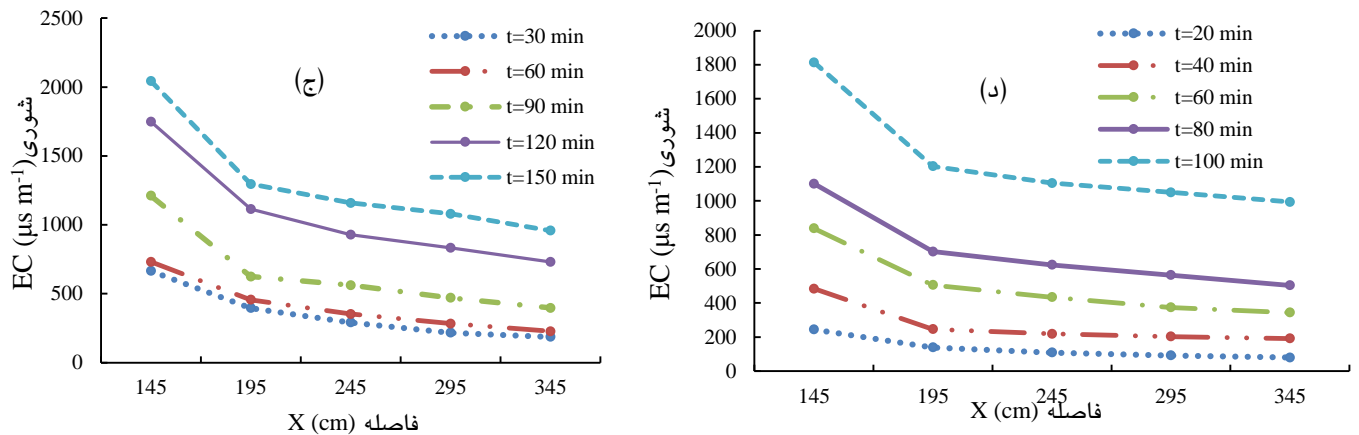 2500
2000
1500
1000
500
0
شوری EC (µs m-1)
(ج)
t=30 min
t=60 min
t=90 min
t=120 min
t=150 min
145 195 245 295 345
فاصله X (cm)
2000
1800
1600
1400
1200
1000
800
600
400
200
0
شوری EC (µs m-1)
(د)
t=20 min
t=40 min
t=60 min
t=80 min
t=100 min
145 195 245 295 345
فاصله X (cm)